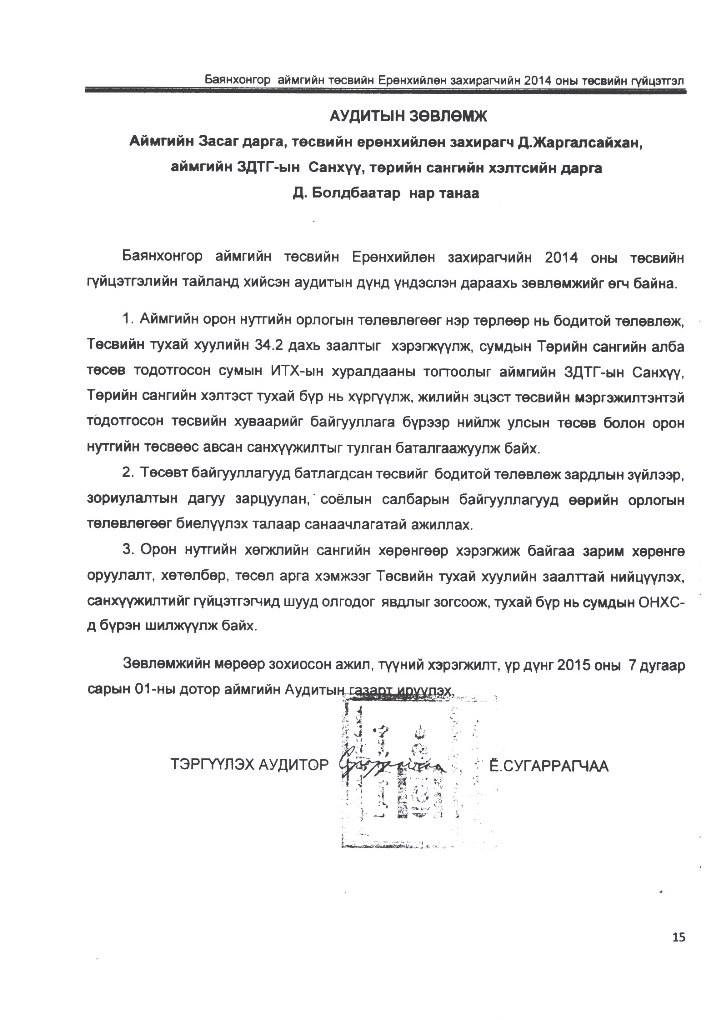 Баянхонгор аймгийн төсвийн Ерөнхийлөн захирагчийн 2014 оны төсвийн гүйцэтгэл
АУДИТЫН ЗӨВЛӨМЖ
Аймгийн Засаг дарга, төсвийн ерөнхийлөн захирагч Д.Жаргалсайхан,
аймгийн ЗДТГ-ын Санхүү, төрийн сангийн хэлтсийн дарга
Д. Болдбаатар нар танаа
Баянхонгор аймгийн төсвийн Ерөнхийлөн захирагчийн 2014 оны төсвийн
гүйцэтгэлийн тайланд хийсэн аудитын дүнд үндэслэн дараахь зөвлөмжийг өгч байна.
1. Аймгийн орон нутгийн орлогын төлөвлөгөөг нэр төрлөөр нь бодитой төлөвлөж,
Төсвийн тухай хуулийн 34.2 дахь заалтыг хэрэгжүүлж, сумдын Төрийн сангийн алба
төсөв тодотгосон сумын ИТХ-ын хуралдааны тогтоолыг аймгийн ЗДТГ-ын Санхүү,
Төрийн сангийн хэлтэст тухай бүр нь хүргүүлж, жилийн эцэст төсвийн мэргэжилтэнтэй
тодотгосон төсвийн хуваарийг байгууллага бүрээр нийлж улсын төсөв болон орон
нутгийн төсвөөс авсан санхүүжилтыг тулган баталгаажуулж байх.
2. Төсөвт байгууллагууд батлагдсан төсвийг бодитой төлөвлөж зардлын зүйлээр,
зориулалтын дагуу зарцуулан, соёлын салбарын байгууллагууд өөрийн орлогын
төлөвлөгөөг биелүүлэх талаар санаачлагатай ажиллах.
3. Орон нутгийн хөгжлийн сангийн хөрөнгөөр хэрэгжиж байгаа зарим хөрөнгө
оруулалт, хөтөлбөр, төсөл арга хэмжээг Төсвийн тухай хуулийн заалттай нийцүүлэх,
санхүүжилтийг гүйцэтгэгчид шууд олгодог явдлыг зогсоож, тухай бүр нь сумдын ОНХС-
д бүрэн шилжүүлж байх.
Зөвлөмжийн мөрөөр зохиосон ажил, түүний хэрэгжилт, үр дүнг 2015 оны 7 дугаар
сарын 01-ны дотор аймгийн Аудитын газарт ирүүлэх.
ТЭРГҮҮЛЭХ АУДИТОР Ё.СУГАРРАГЧАА
15